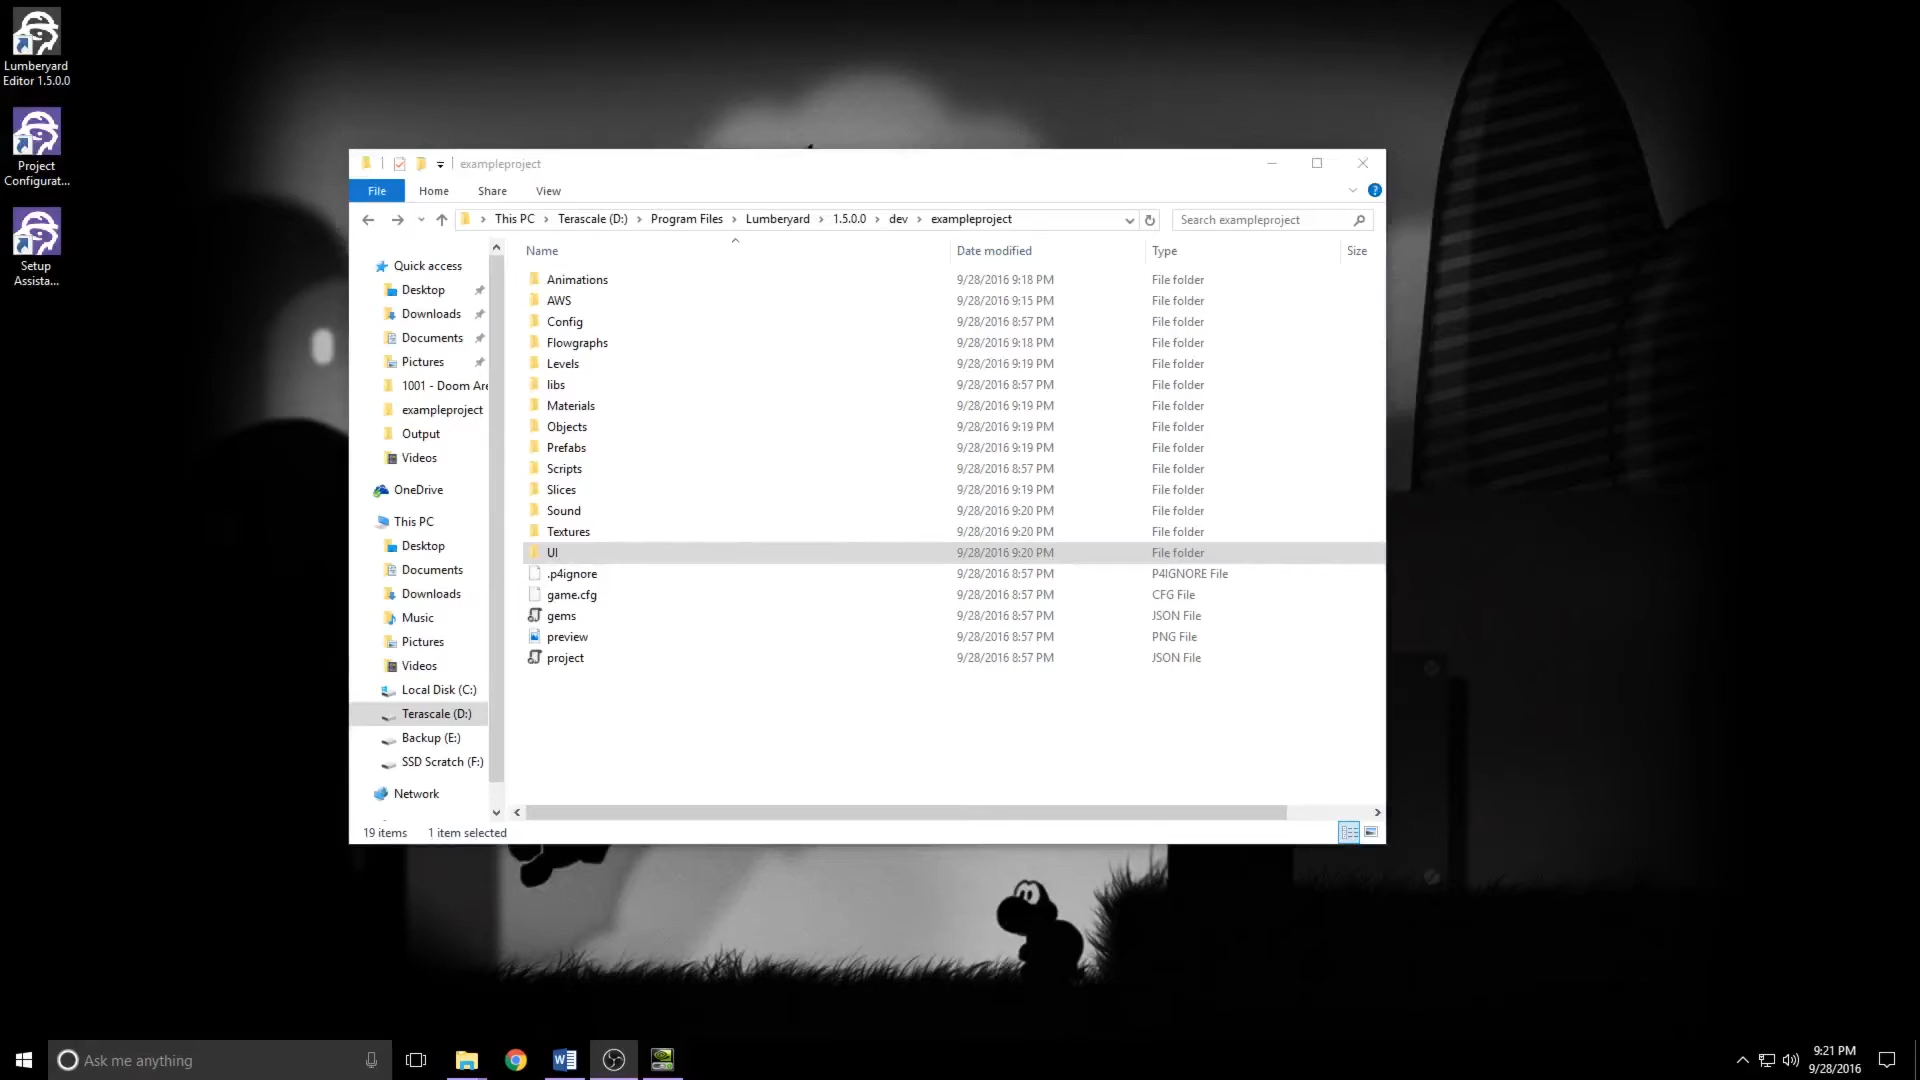 Lumberyard
Editor 1.5.0.0
Project
Configurat...
Setup
Assista...
exampleproject
File
Home
Share
View
This PC
Terascale (D:)
Program Files
Lumberyard
1.5.0.0
dev
exampleproject
Search exampleproject
Name
Date modified
Type
Size
Quick access
Desktop
Downloads
Documents
Pictures
1001 - Doom Are
exampleproject
Output
Videos
OneDrive
This PC
Desktop
Documents
Downloads
Music
Pictures
Videos
Local Disk (C:)
Terascale (D:)
Backup (E:)
SSD Scratch (F:)
Network
Animations 9/28/2016 9:18 PM File folder
AWS 9/28/2016 9:15 PM File folder
Config 9/28/2016 8:57 PM File folder
Flowgraphs 9/28/2016 9:18 PM File folder
Levels 9/28/2016 9:19 PM File folder
libs 9/28/2016 8:57 PM File folder
Materials 9/28/2016 9:19 PM File folder
Objects 9/28/2016 9:19 PM File folder
Prefabs 9/28/2016 9:19 PM File folder
Scripts 9/28/2016 8:57 PM File folder
Slices 9/28/2016 9:19 PM File folder
Sound 9/28/2016 9:20 PM File folder
Textures 9/28/2016 9:20 PM File folder
UI 9/28/2016 9:20 PM File folder
.p4ignore 9/28/2016 8:57 PM P4IGNORE File
game.cfg 9/28/2016 8:57 PM CFG File
gems 9/28/2016 8:57 PM JSON File
preview 9/28/2016 8:57 PM PNG File
project 9/28/2016 8:57 PM JSON File
19 items
1 item selected
Ask me anything
9:21 PM
9/28/2016